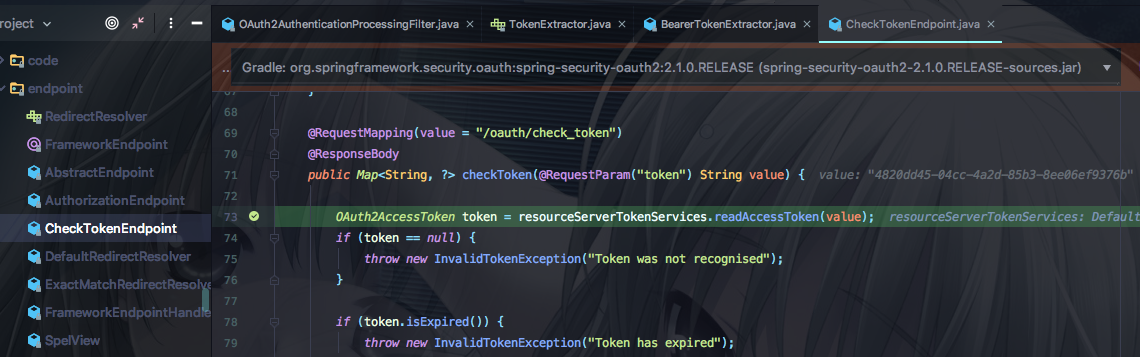 roject
OAuth2AuthenticationProcessingFilter.java
TokenExtractor.java
BearerTokenExtractor.java
CheckTokenEndpoint.java
code
endpoint
RedirectResolver
FrameworkEndpoint
AbstractEndpoint
AuthorizationEndpoint
CheckTokenEndpoint
DefaultRedirectResolver
ExactMatchRedirectResolve
FrameworkEndpointHandle
SpelView
... Gradle: org.springframework.security.oauth:spring-security-oauth2:2.1.0.RELEASE (spring-security-oauth2-2.1.0.RELEASE-sources.jar)
67 }
68
69 @RequestMapping(value = "/oauth/check_token")
70 @ResponseBody
71 public Map<String, ?> checkToken(@RequestParam("token") String value) { value: "4820dd45-04cc-4a2d-85b3-8ee06ef9376b"
72
73 OAuth2AccessToken token = resourceServerTokenServices.readAccessToken(value); resourceServerTokenServices: Default
74 if (token == null) {
75 throw new InvalidTokenException("Token was not recognised");
76 }
77
78 if (token.isExpired()) {
79 throw new InvalidTokenException("Token has expired");